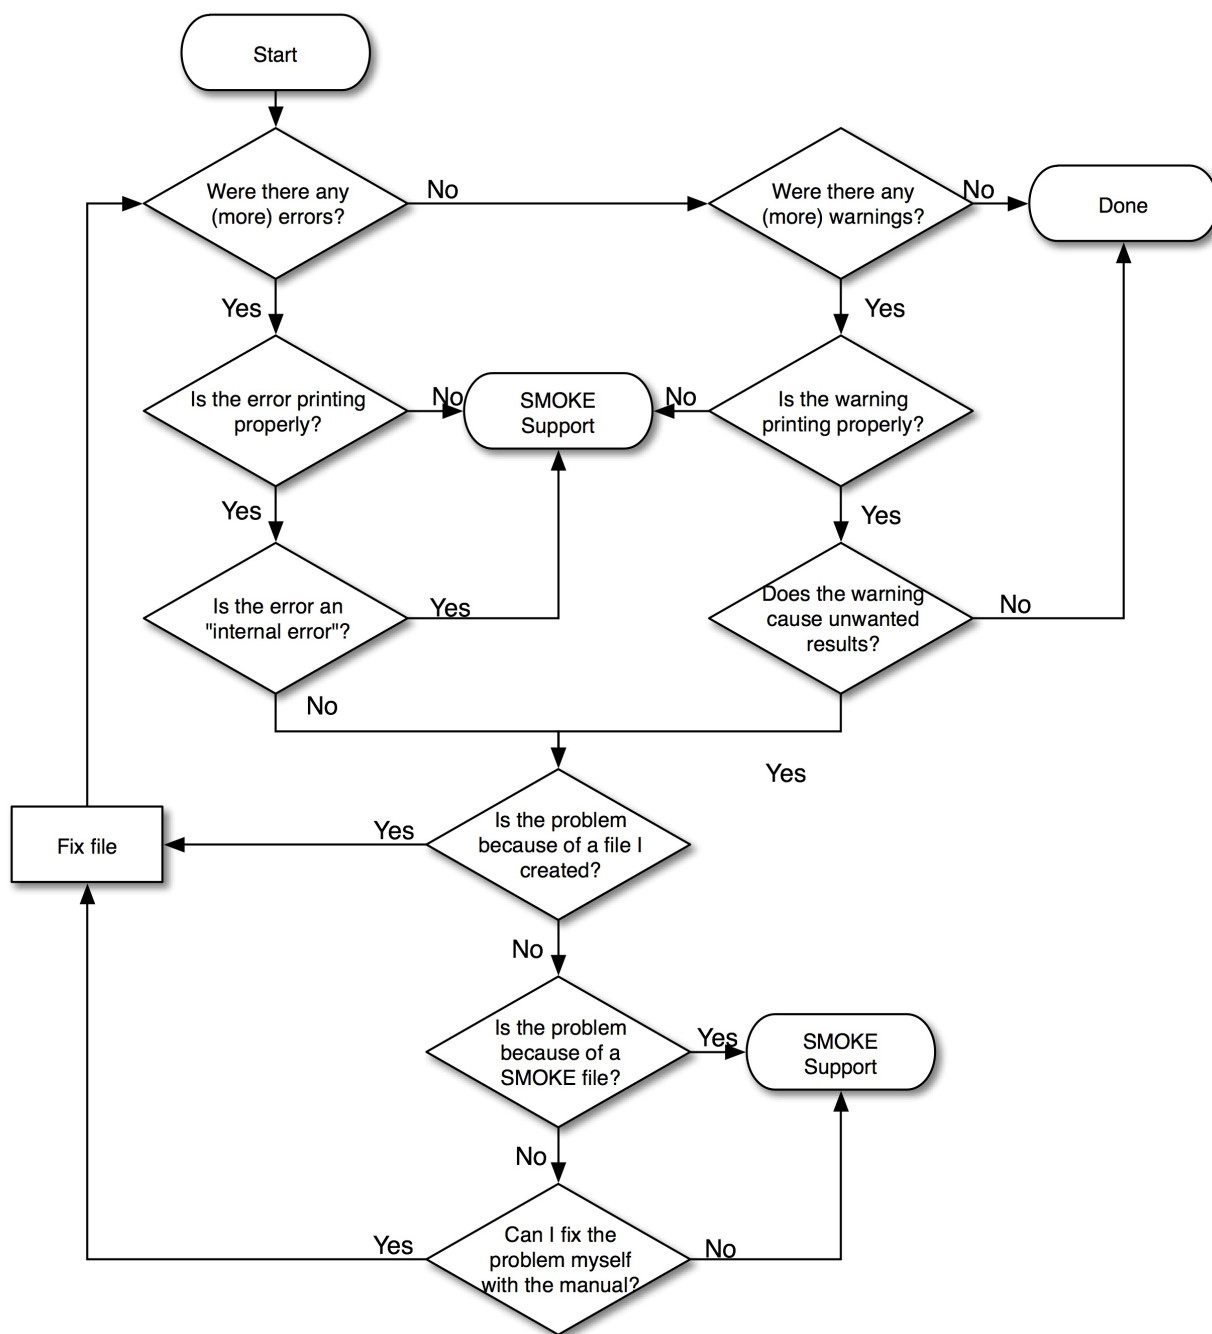 Start
Were there any
(more) errors?
No
Were there any
(more) warnings?
No
Done
Yes
Yes
Is the error printing
properly?
No
SMOKE
Support
No
Is the warning
printing properly?
Yes
Yes
Is the error an
"internal error"?
Yes
Does the warning
cause unwanted
results?
No
No
Yes
Fix file
Yes
Is the problem
because of a file I
created?
No
Is the problem
because of a
SMOKE file?
Yes
SMOKE
Support
No
Yes
Can I fix the
problem myself
with the manual?
No